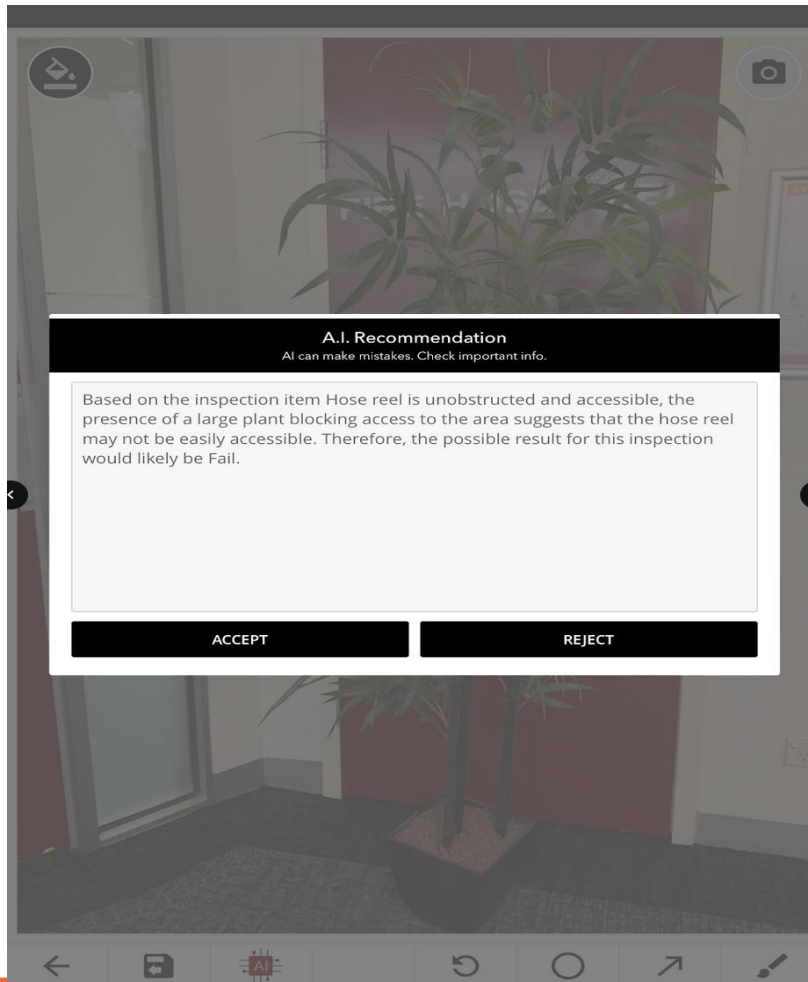 FIRE HOSE
A.I. Recommendation
AI can make mistakes. Check important info.
Based on the inspection item Hose reel is unobstructed and accessible, the
presence of a large plant blocking access to the area suggests that the hose reel
may not be easily accessible. Therefore, the possible result for this inspection
would likely be Fail.
ACCEPT
REJECT
AI